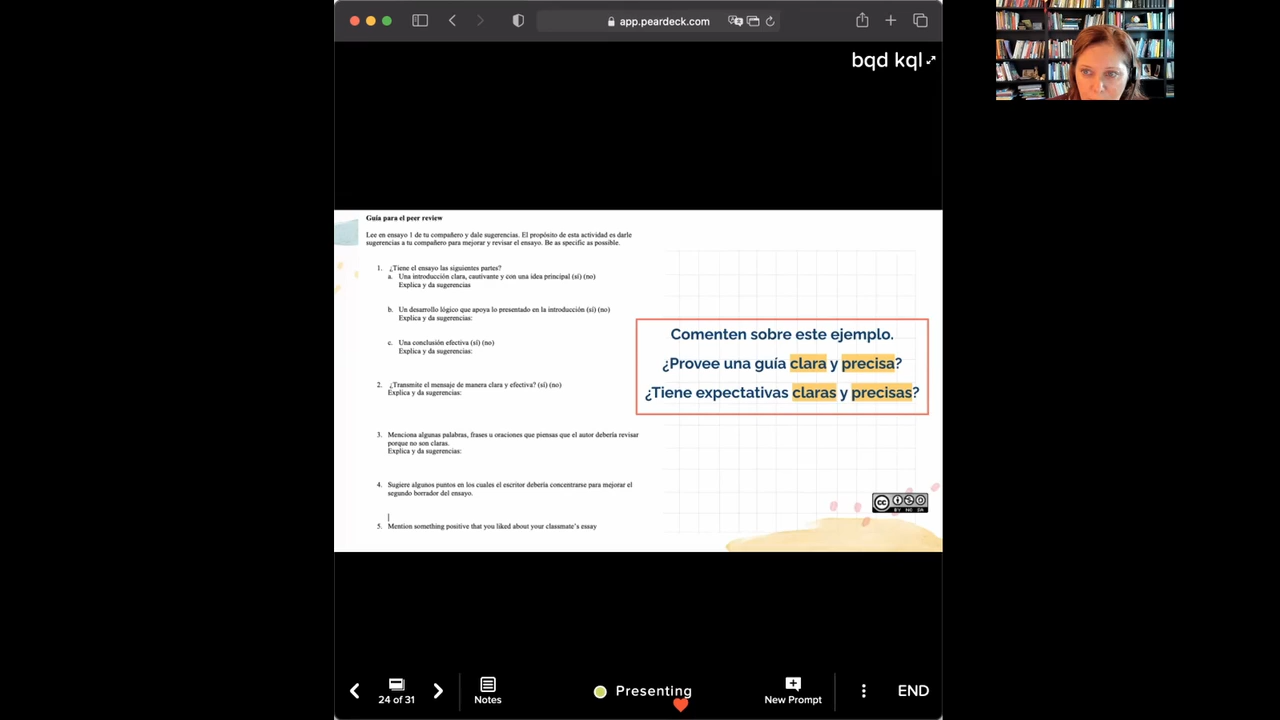 app.peardeck.com
bqd kql
Guía para el peer review
Lee en ensayo 1 de tu compañero y dale sugerencias. El propósito de esta actividad es darle
sugerencias a tu compañero para mejorar y revisar el ensayo. Be as specific as possible.
1. ¿Tiene el ensayo las siguientes partes?
a. Una introducción clara, cautivante y con una idea principal (sí) (no)
Explica y da sugerencias
b. Un desarrollo lógico que apoya lo presentado en la introducción (sí) (no)
Explica y da sugerencias:
c. Una conclusión efectiva (sí) (no)
Explica y da sugerencias:
2. ¿Transmite el mensaje de manera clara y efectiva? (sí) (no)
Explica y da sugerencias:
3. Menciona algunas palabras, frases u oraciones que piensas que el autor debería revisar
porque no son claras.
Explica y da sugerencias:
4. Sugiere algunos puntos en los cuales el escritor debería concentrarse para mejorar el
segundo borrador del ensayo.
5. Mention something positive that you liked about your classmate's essay
Comenten sobre este ejemplo.
¿Provee una guía clara y precisa?
¿Tiene expectativas claras y precisas?
CC
BY NC SA
24 of 31
Notes
Presenting
New Prompt
END